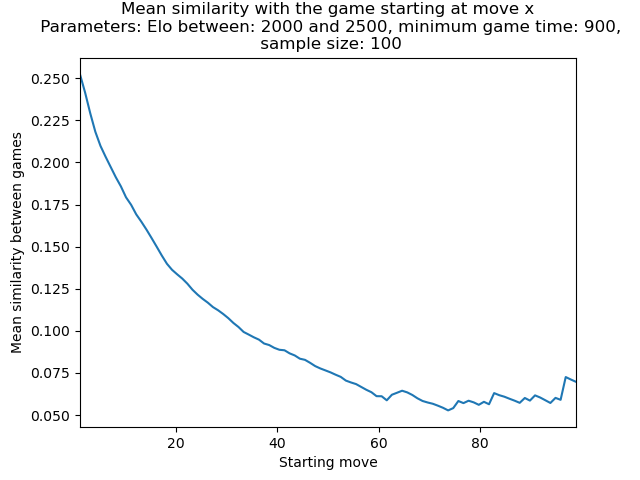 Mean similarity with the game starting at move x
Parameters: Elo between: 2000 and 2500, minimum game time: 900,
sample size: 100
0.250
0.225
0.200
0.175
0.150
0.125
0.100
0.075
0.050
Mean similarity between games
20 40 60 80
Starting move